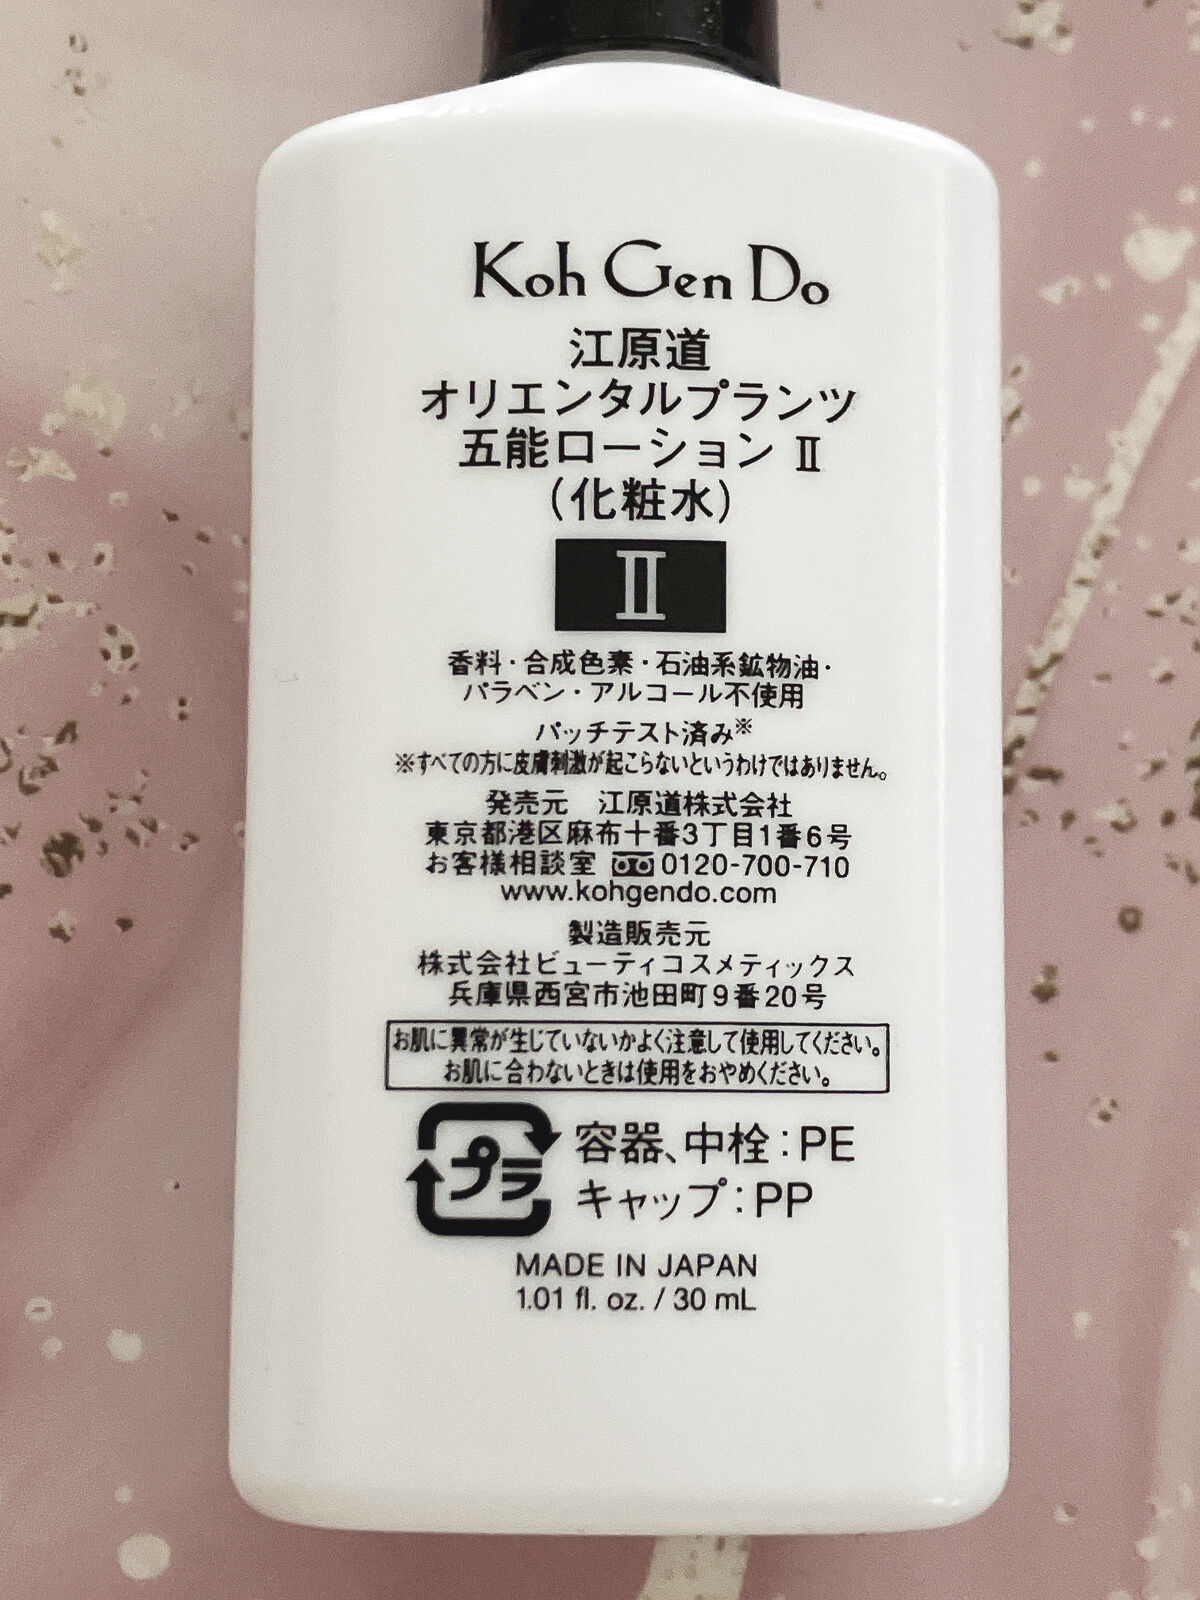 Koh Gen Do
江原道
オリエンタルプランツ
五能ローション Ⅱ
(化粧水)
Ⅱ
香料・合成色素・石油系鉱物油・
パラベン・アルコール不使用
パッチテスト済み※
※すべての方に皮膚刺激が起こらないというわけではありません。
発売元 江原道株式会社
東京都港区麻布十番3丁目1番6号
お客様相談室 0120-700-710
www.kohgendo.com
製造販売元
株式会社ビューティコスメティックス
兵庫県西宮市池田町9番20号
お肌に異常が生じていないかよく注意して使用してください。
お肌に合わないときは使用をおやめください。
プラ 容器、中栓:PE
キャップ:PP
MADE IN JAPAN
1.01 fl. oz. / 30 mL